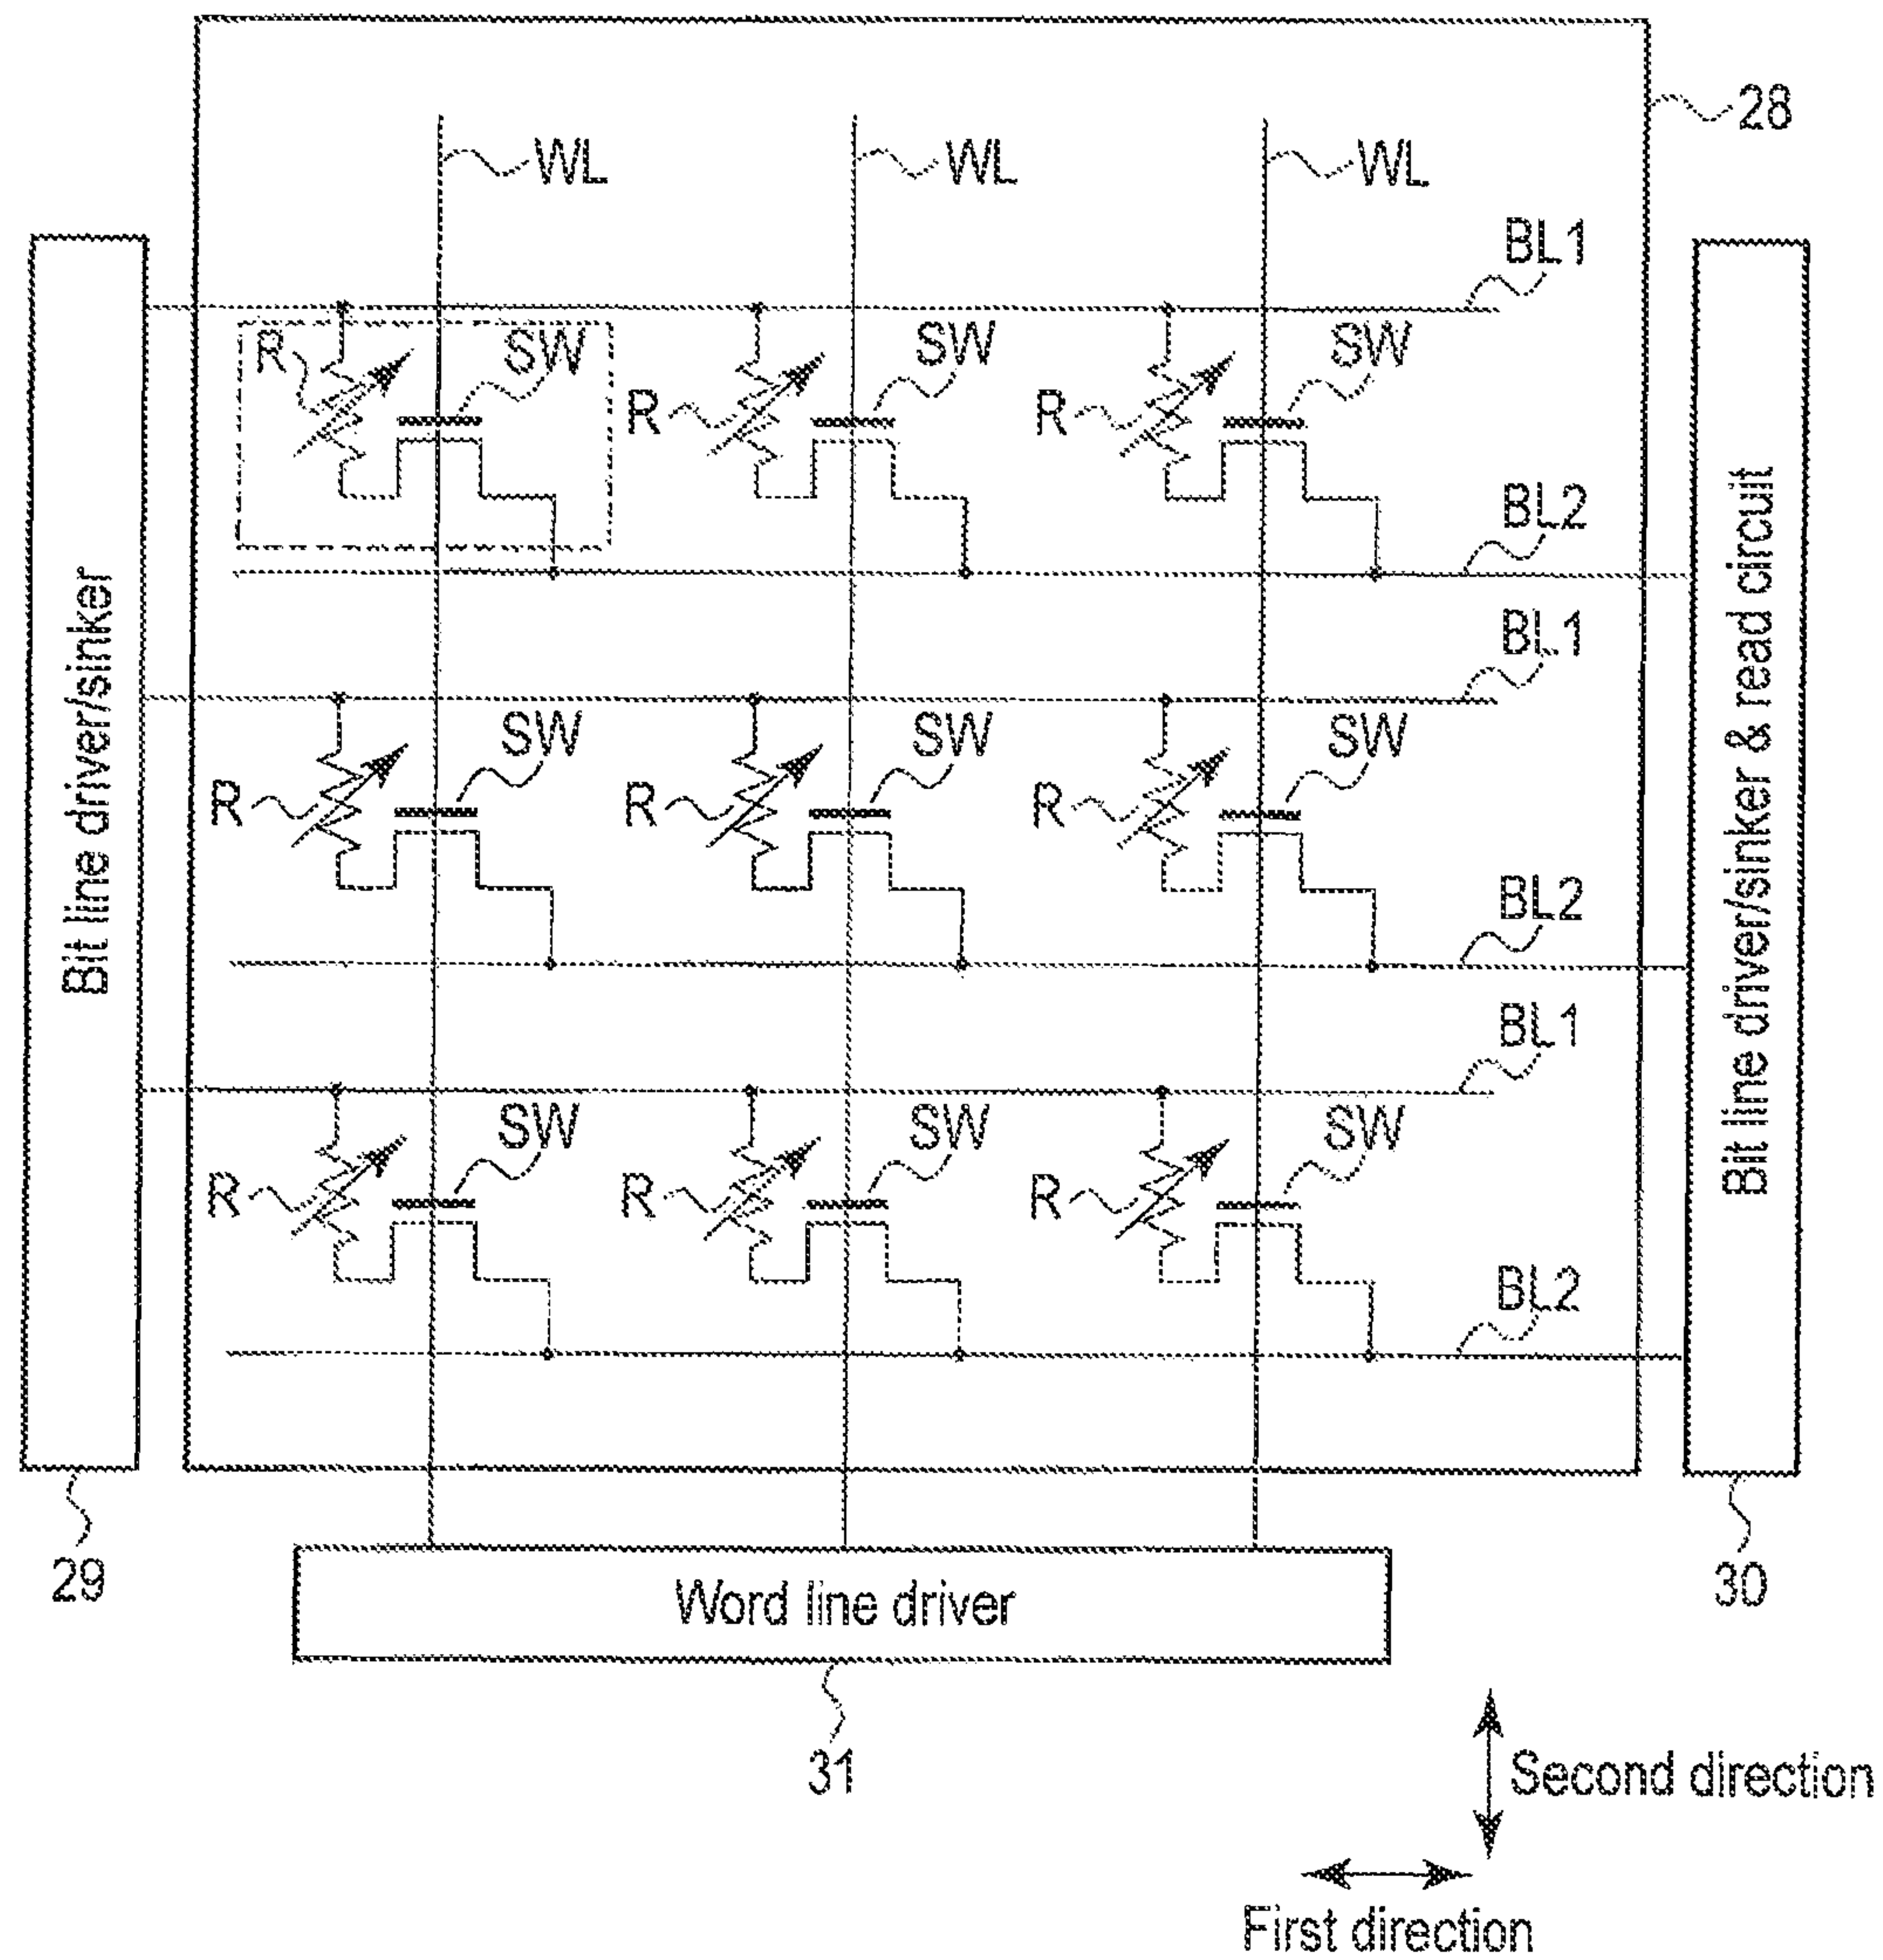 28
WL
WL
WL
BL1
R
SW
R
SW
R
SW
BL2
BL1
R
SW
R
SW
R
SW
BL2
BL1
R
SW
R
SW
R
SW
BL2
Bit line driver/sinker
Bit line driver/sinker & read circuit
29
30
Word line driver
31
Second direction
First direction